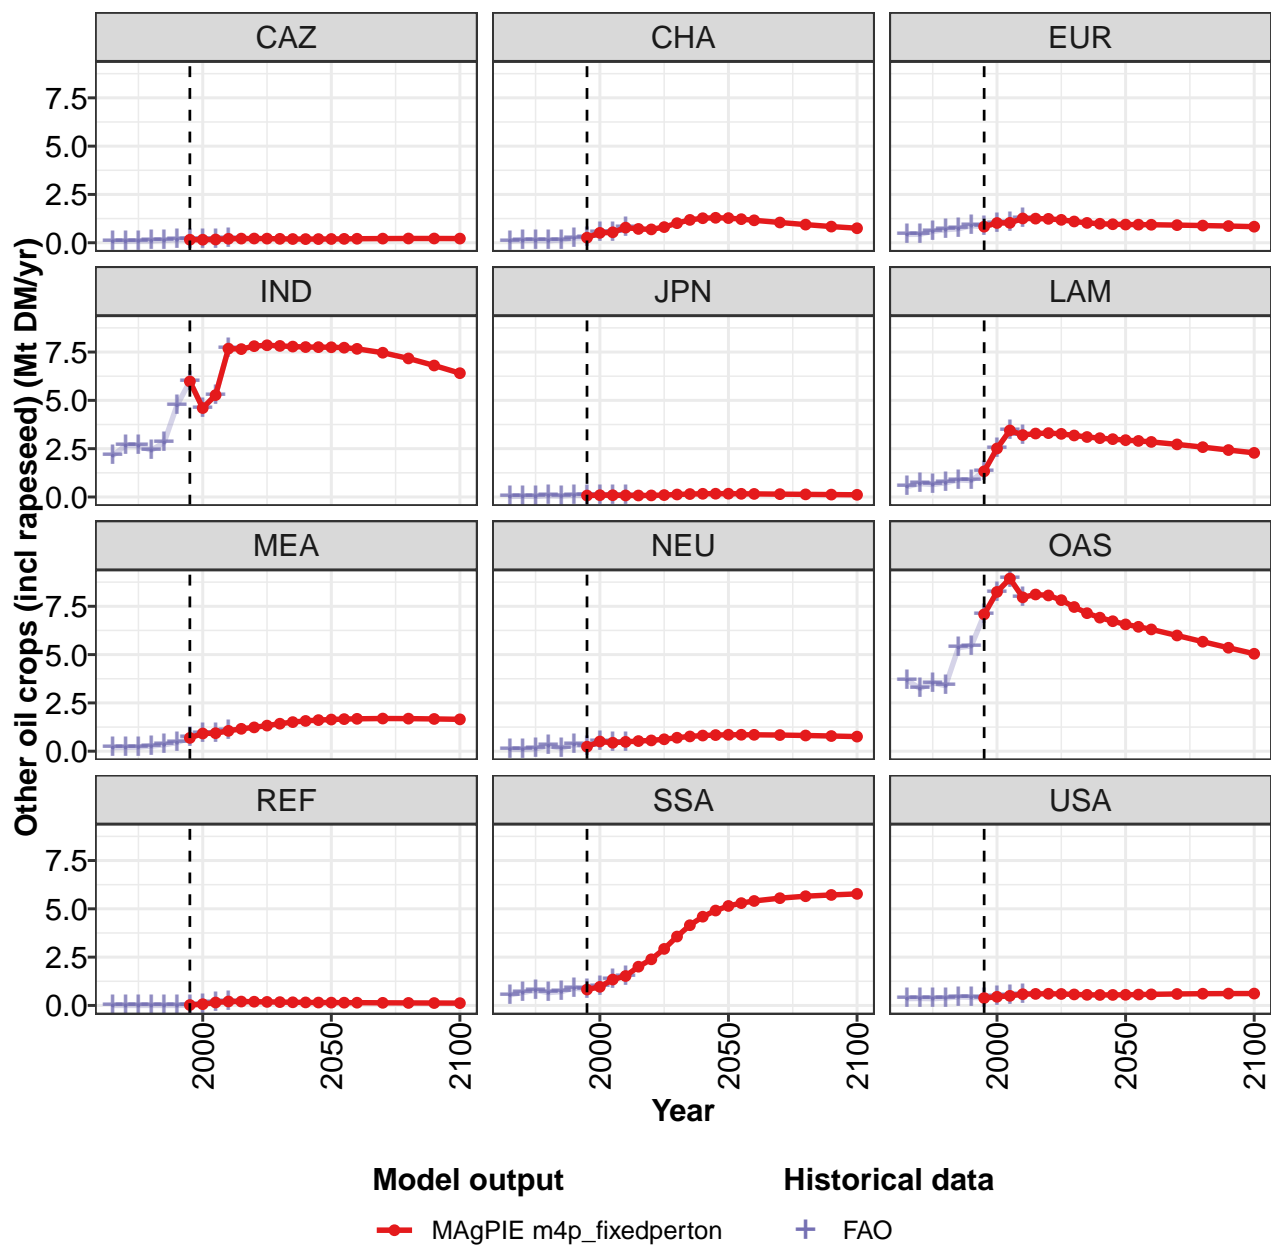 CAZ CHA EUR
7.5
5.0
2.5
0.0
IND JPN LAM
7.5
5.0
2.5
0.0
MEA NEU OAS
7.5
5.0
2.5
0.0
REF SSA USA
7.5
5.0
2.5
0.0
Other oil crops (incl rapeseed) (Mt DM/yr)
2000 2050 2100 2000 2050 2100 2000 2050 2100
Year
Model output Historical data
MAgPIE m4p_fixedperton FAO